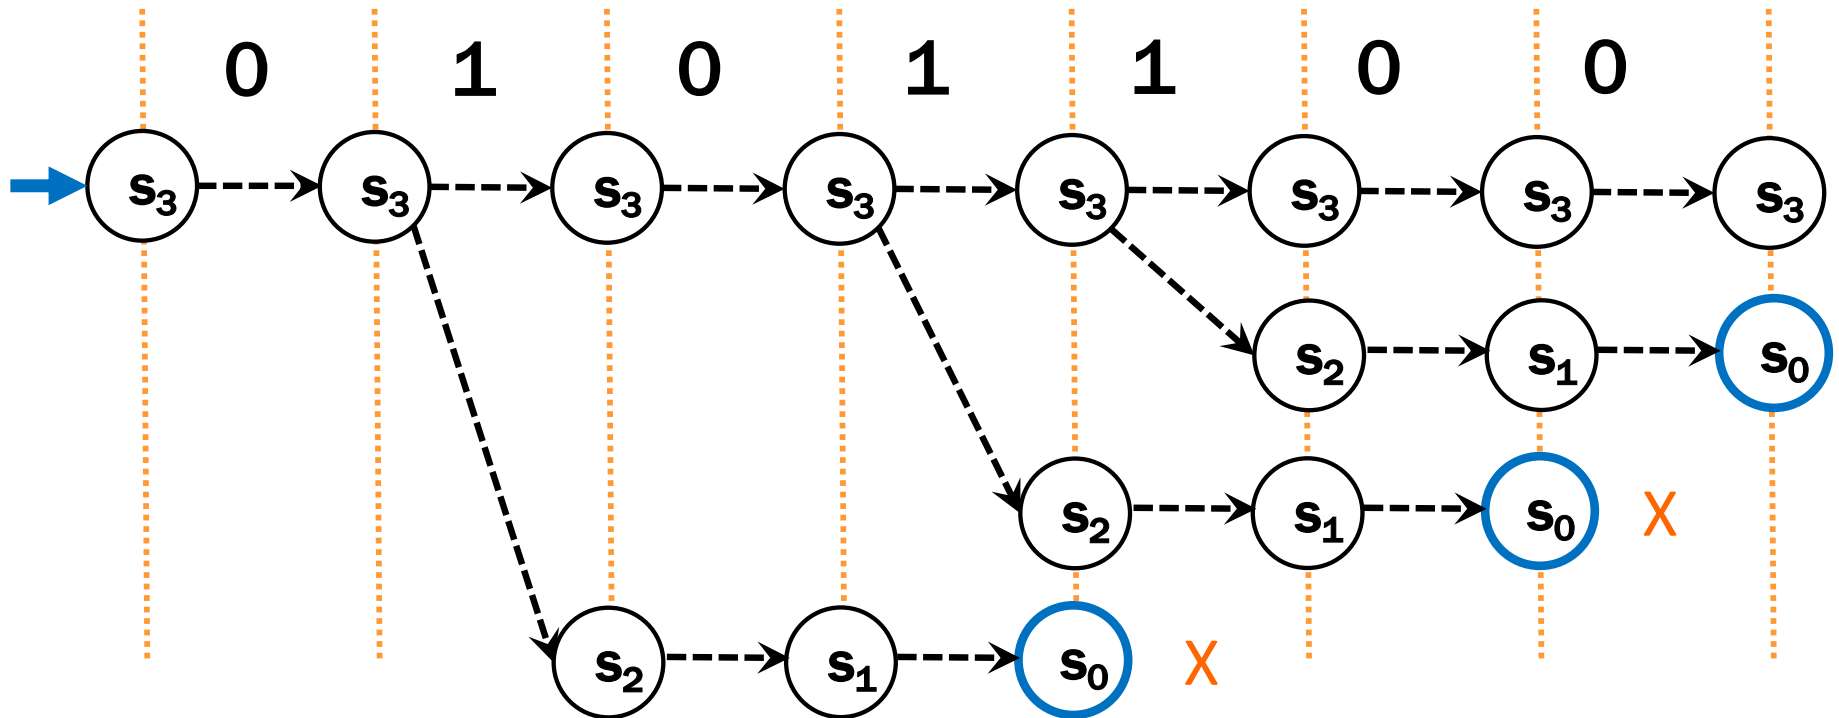 0 1 0 1 1 0 0
s₃ s₃ s₃ s₃ s₃ s₃ s₃ s₃
s₂ s₁ s₀
s₂ s₁ s₀ X
s₂ s₁ s₀ X